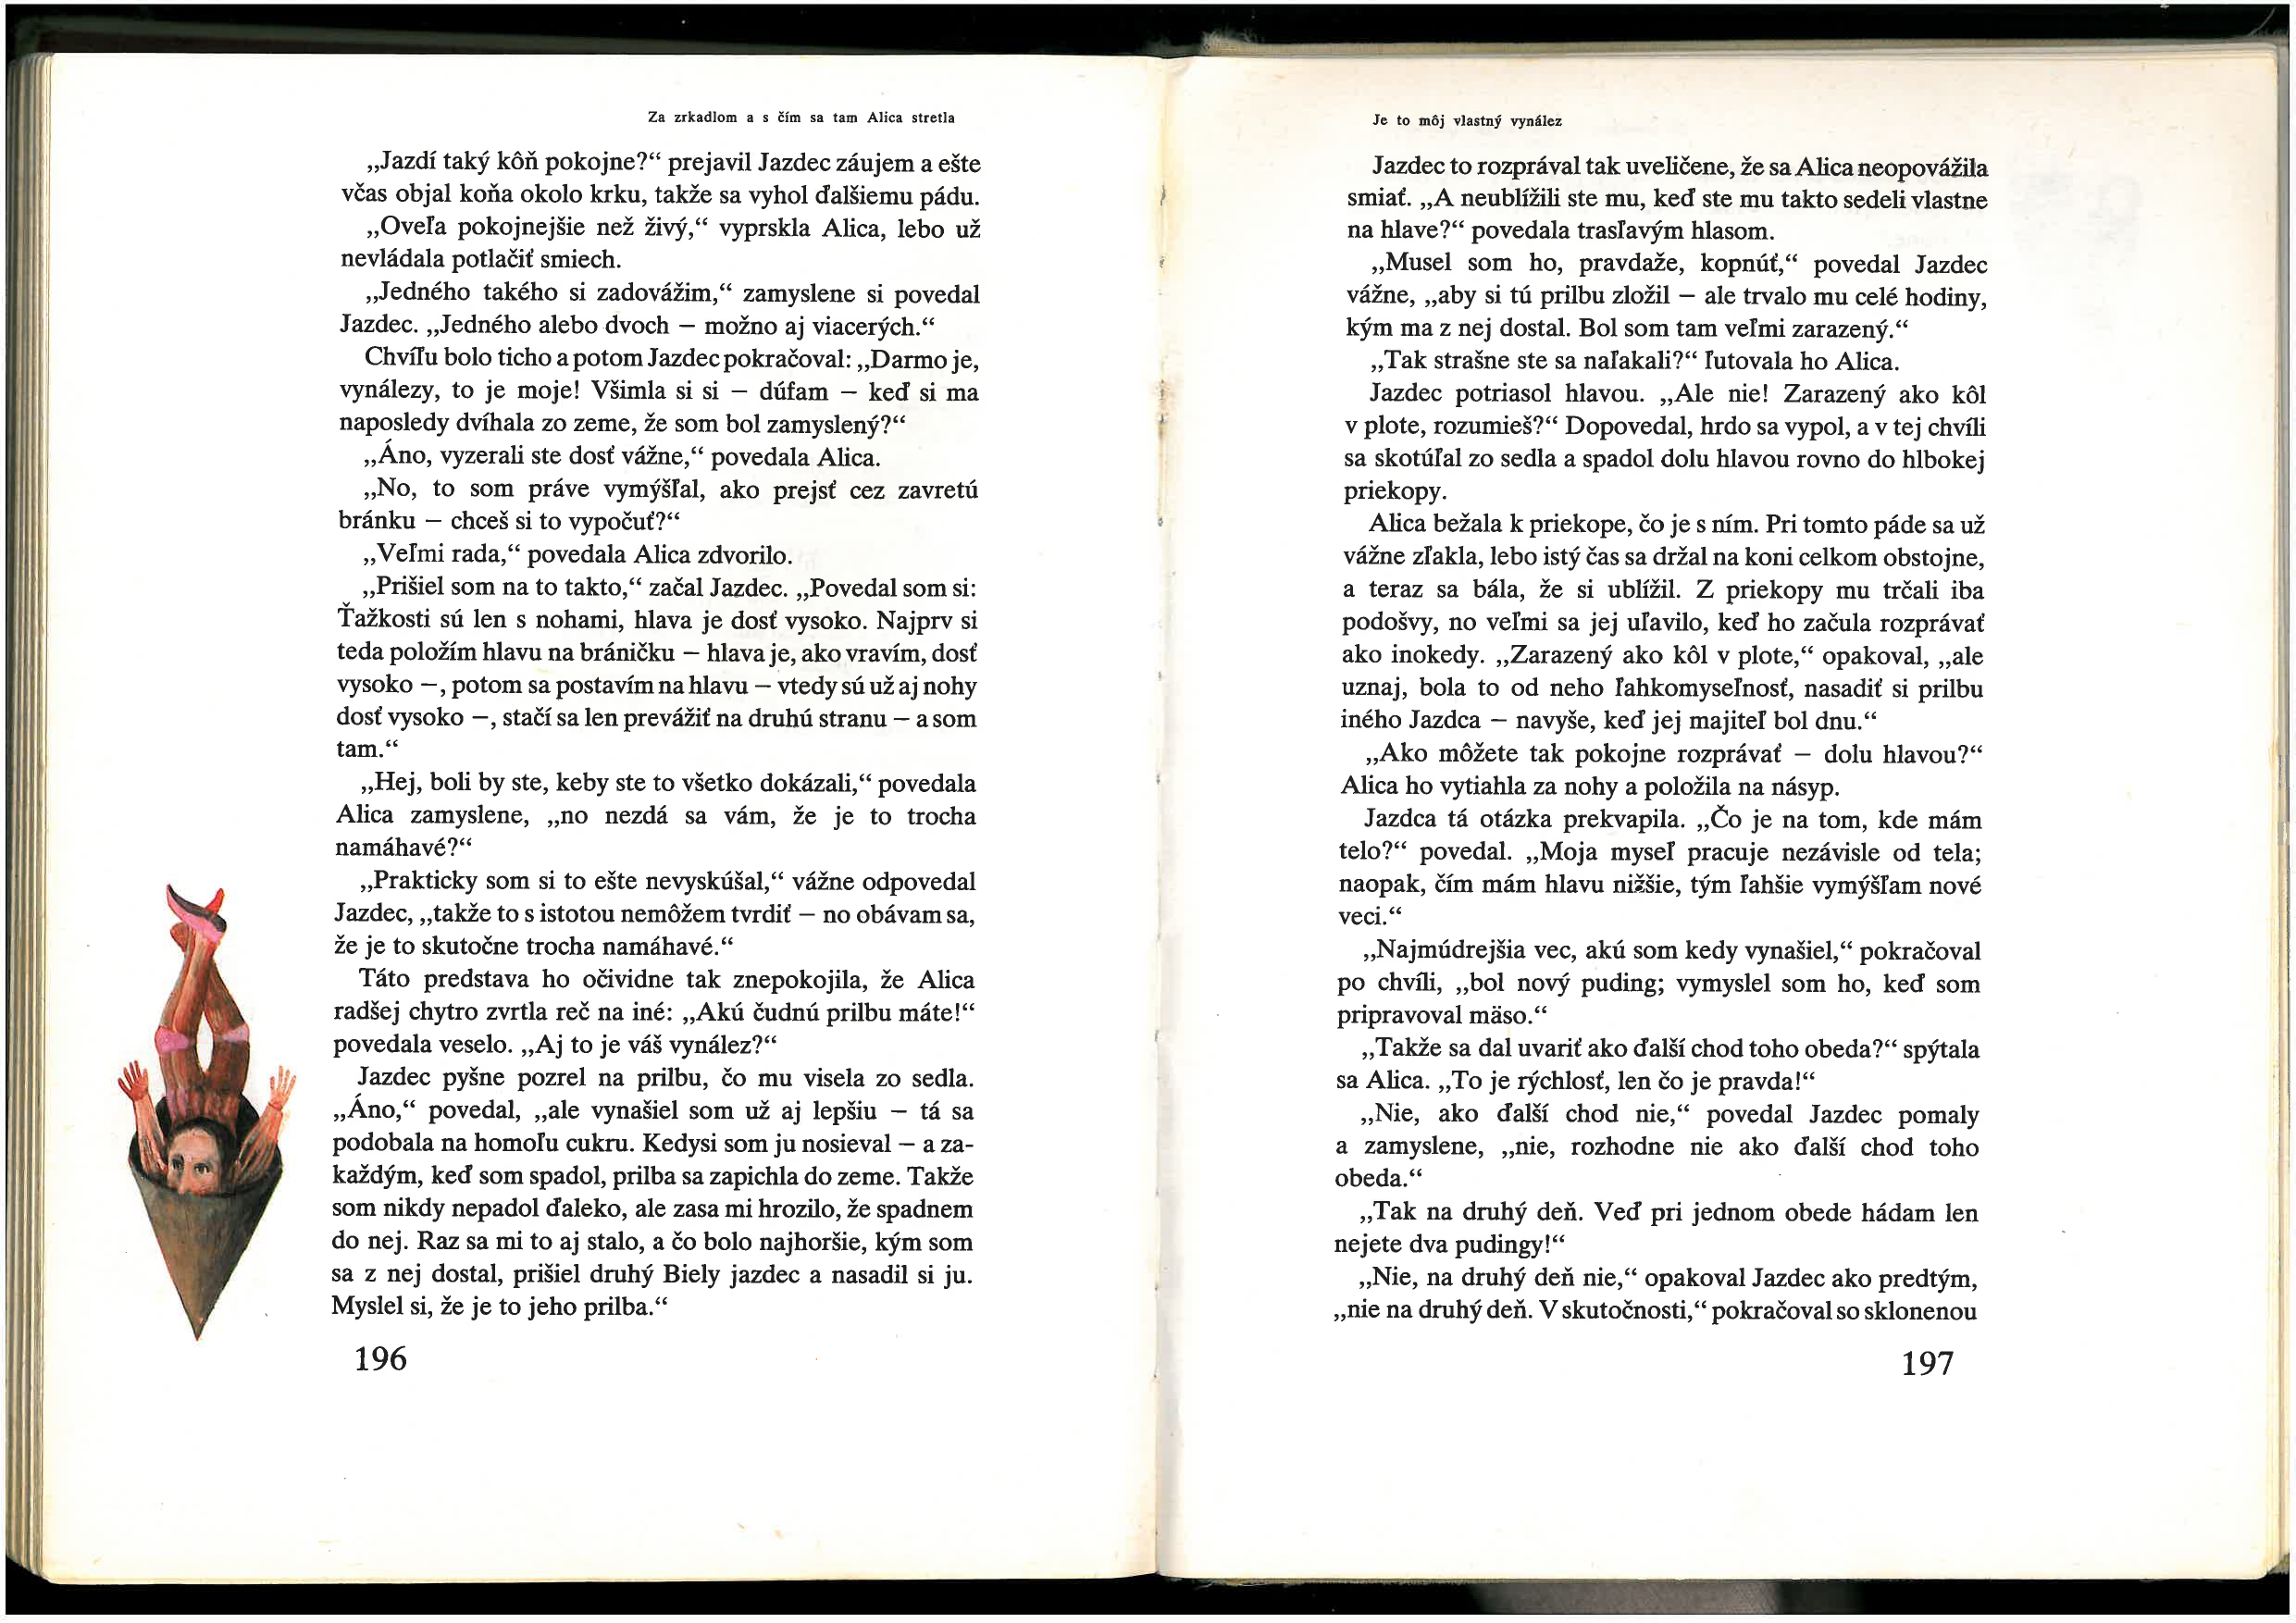 Za zrkadlom a s čím sa tam Alica stretla
„Jazdí taký kôň pokojne?“ prejavil Jazdec záujem a ešte
včas objal koňa okolo krku, takže sa vyhol ďalšiemu pádu.
„Oveľa pokojnejšie než živý,“ vyprskla Alica, lebo už
nevládala potlačiť smiech.
„Jedného takého si zadovážim,“ zamyslene si povedal
Jazdec. „Jedného alebo dvoch — možno aj viacerých.“
Chvíľu bolo ticho a potom Jazdec pokračoval: „Darmo je,
vynálezy, to je moje! Všimla si si — dúfam — keď si ma
naposledy dvíhala zo zeme, že som bol zamyslený?“
„Áno, vyzerali ste dosť vážne,“ povedala Alica.
„No, to som práve vymýšľal, ako prejsť cez zavretú
bránku — chceš si to vypočuť?“
„Veľmi rada,“ povedala Alica zdvorilo.
„Prišiel som na to takto,“ začal Jazdec. „Povedal som si:
Ťažkosti sú len s nohami, hlava je dosť vysoko. Najprv si
teda položím hlavu na bráničku — hlava je, ako vravím, dosť
vysoko —, potom sa postavím na hlavu — vtedy sú už aj nohy
dosť vysoko —, stačí sa len prevážiť na druhú stranu — a som
tam.“
„Hej, boli by ste, keby ste to všetko dokázali,“ povedala
Alica zamyslene, „no nezdá sa vám, že je to trocha
namáhavé?“
„Prakticky som si to ešte nevyskúšal,“ vážne odpovedal
Jazdec, „takže to s istotou nemôžem tvrdiť — no obávam sa,
že je to skutočne trocha namáhavé.“
Táto predstava ho očividne tak znepokojila, že Alica
radšej chytro zvrtla reč na iné: „Akú čudnú prilbu máte!“
povedala veselo. „Aj to je váš vynález?“
Jazdec pyšne pozrel na prilbu, čo mu visela zo sedla.
„Áno,“ povedal, „ale vynašiel som už aj lepšiu — tá sa
podobala na homoľu cukru. Kedysi som ju nosieval — a za-
každým, keď som spadol, prilba sa zapichla do zeme. Takže
som nikdy nepadol ďaleko, ale zasa mi hrozilo, že spadnem
do nej. Raz sa mi to aj stalo, a čo bolo najhoršie, kým som
sa z nej dostal, prišiel druhý Biely jazdec a nasadil si ju.
Myslel si, že je to jeho prilba.“
196
Je to môj vlastný vynález
Jazdec to rozprával tak uveličene, že sa Alica neopovážila
smiať. „A neublížili ste mu, keď ste mu takto sedeli vlastne
na hlave?“ povedala trasľavým hlasom.
„Musel som ho, pravdaže, kopnúť,“ povedal Jazdec
vážne, „aby si tú prilbu zložil — ale trvalo mu celé hodiny,
kým ma z nej dostal. Bol som tam veľmi zarazený.“
„Tak strašne ste sa naľakali?“ ľutovala ho Alica.
Jazdec potriasol hlavou. „Ale nie! Zarazený ako kôl
v plote, rozumieš?“ Dopovedal, hrdo sa vypol, a v tej chvíli
sa skotúľal zo sedla a spadol dolu hlavou rovno do hlbokej
priekopy.
Alica bežala k priekope, čo je s ním. Pri tomto páde sa už
vážne zľakla, lebo istý čas sa držal na koni celkom obstojne,
a teraz sa bála, že si ublížil. Z priekopy mu trčali iba
podošvy, no veľmi sa jej uľavilo, keď ho začula rozprávať
ako inokedy. „Zarazený ako kôl v plote,“ opakoval, „ale
uznaj, bola to od neho ľahkomyseľnosť, nasadiť si prilbu
iného Jazdca — navyše, keď jej majiteľ bol dnu.“
„Ako môžete tak pokojne rozprávať — dolu hlavou?“
Alica ho vytiahla za nohy a položila na násyp.
Jazdca tá otázka prekvapila. „Čo je na tom, kde mám
telo?“ povedal. „Moja myseľ pracuje nezávisle od tela;
naopak, čím mám hlavu nižšie, tým ľahšie vymýšľam nové
veci.“
„Najmúdrejšia vec, akú som kedy vynašiel,“ pokračoval
po chvíli, „bol nový puding; vymyslel som ho, keď som
pripravoval mäso.“
„Takže sa dal uvariť ako ďalší chod toho obeda?“ spýtala
sa Alica. „To je rýchlosť, len čo je pravda!“
„Nie, ako ďalší chod nie,“ povedal Jazdec pomaly
a zamyslene, „nie, rozhodne nie ako ďalší chod toho
obeda.“
„Tak na druhý deň. Veď pri jednom obede hádam len
nejete dva pudingy!“
„Nie, na druhý deň nie,“ opakoval Jazdec ako predtým,
„nie na druhý deň. V skutočnosti,“ pokračoval so sklonenou
197